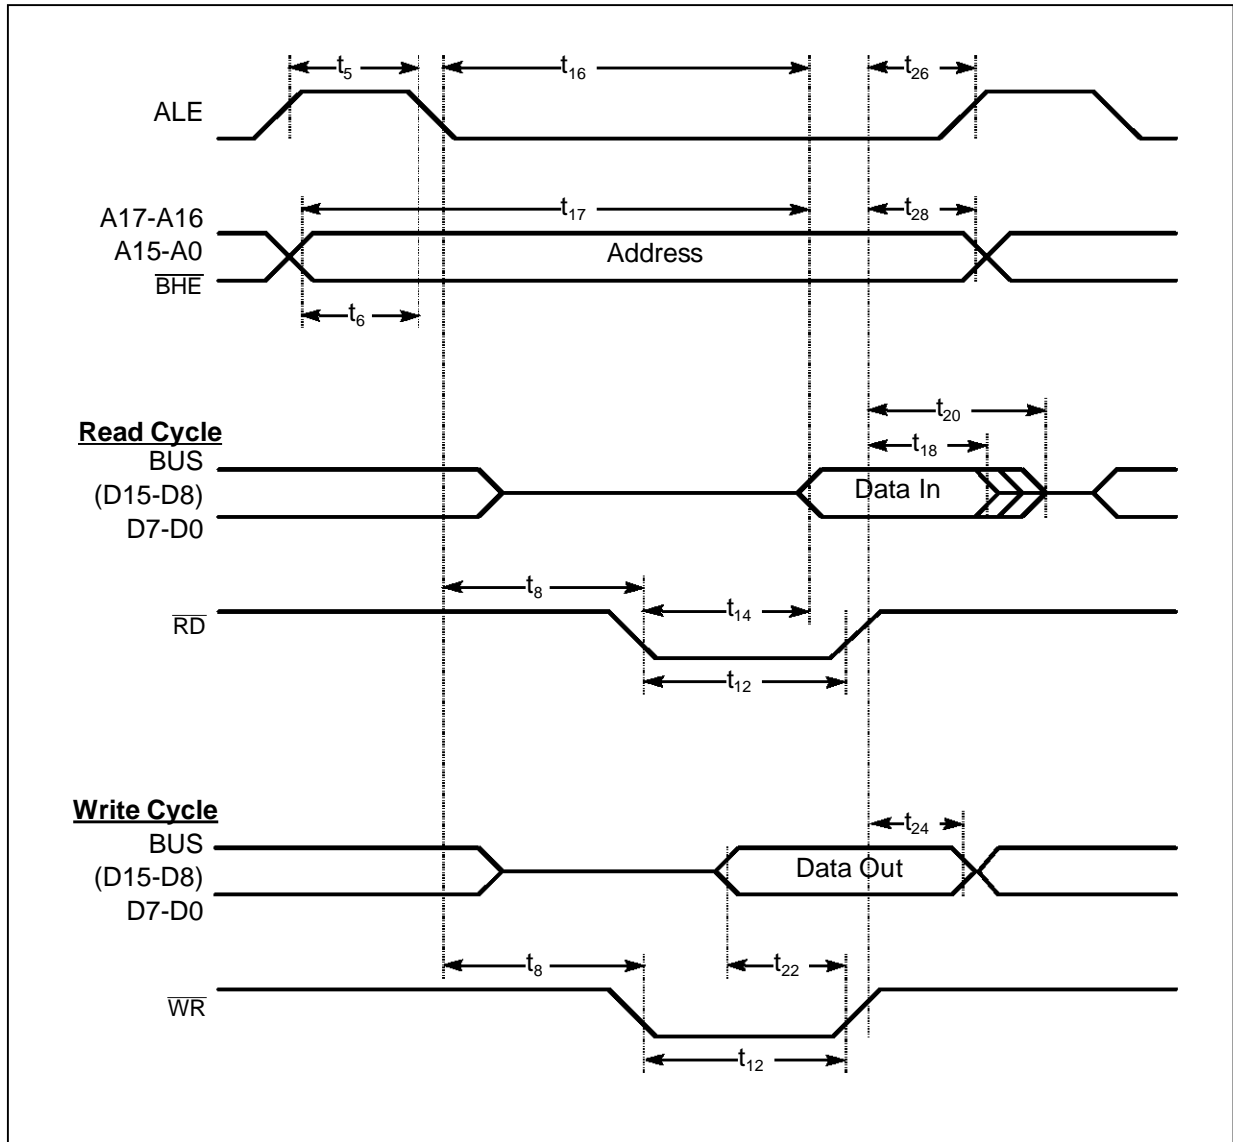 t5 t16 t26
ALE
A17-A16 t17 t28
A15-A0 Address
BHE
t6
t20
Read Cycle t18
BUS
(D15-D8) Data In
D7-D0
t8
RD t14
t12
Write Cycle t24
BUS
(D15-D8) Data Out
D7-D0
t8 t22
WR
t12